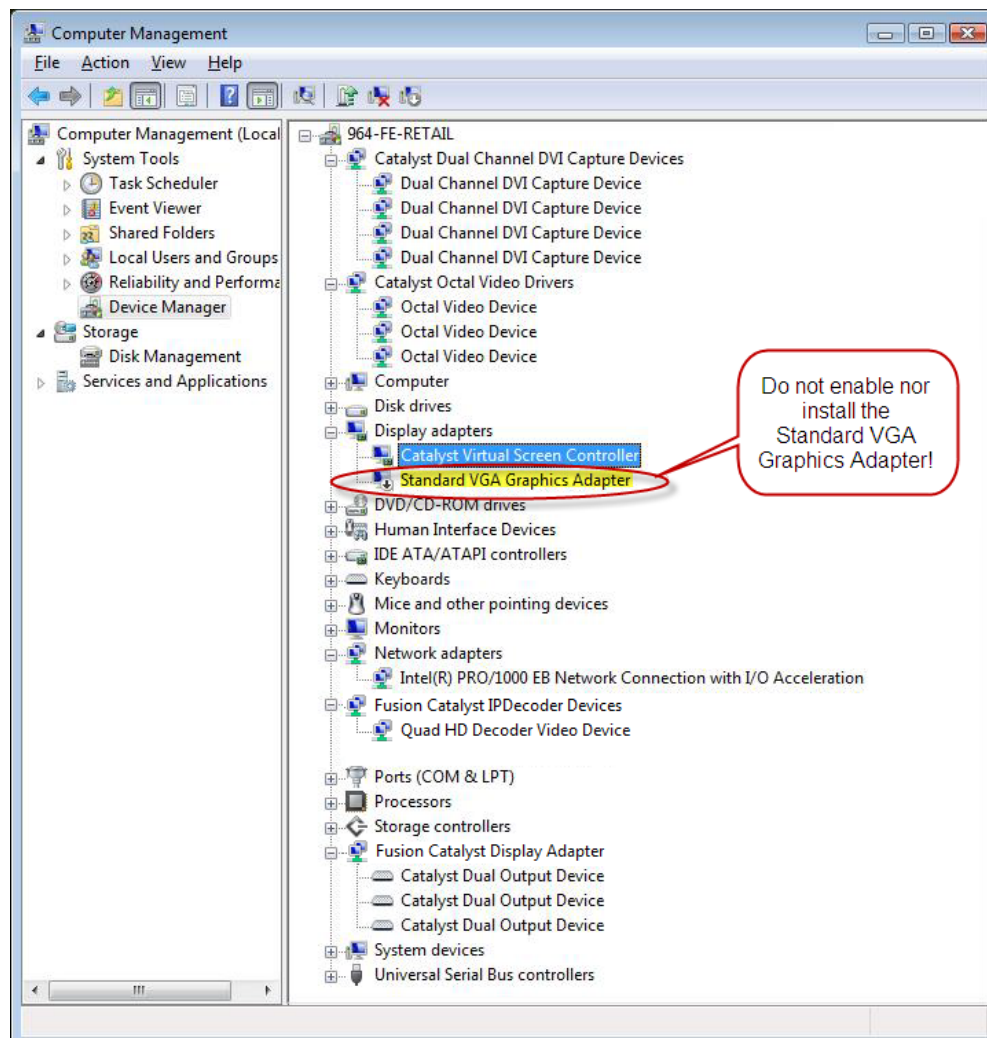 Computer Management
File Action View Help
Computer Management (Local
System Tools
Task Scheduler
Event Viewer
Shared Folders
Local Users and Groups
Reliability and Performa
Device Manager
Storage
Disk Management
Services and Applications
964-FE-RETAIL
Catalyst Dual Channel DVI Capture Devices
Dual Channel DVI Capture Device
Dual Channel DVI Capture Device
Dual Channel DVI Capture Device
Dual Channel DVI Capture Device
Catalyst Octal Video Drivers
Octal Video Device
Octal Video Device
Octal Video Device
Computer
Disk drives
Display adapters
Catalyst Virtual Screen Controller
Standard VGA Graphics Adapter
DVD/CD-ROM drives
Human Interface Devices
IDE ATA/ATAPI controllers
Keyboards
Mice and other pointing devices
Monitors
Network adapters
Intel(R) PRO/1000 EB Network Connection with I/O Acceleration
Fusion Catalyst IPDecoder Devices
Quad HD Decoder Video Device
Ports (COM & LPT)
Processors
Storage controllers
Fusion Catalyst Display Adapter
Catalyst Dual Output Device
Catalyst Dual Output Device
Catalyst Dual Output Device
System devices
Universal Serial Bus controllers
Do not enable nor
install the
Standard VGA
Graphics Adapter!